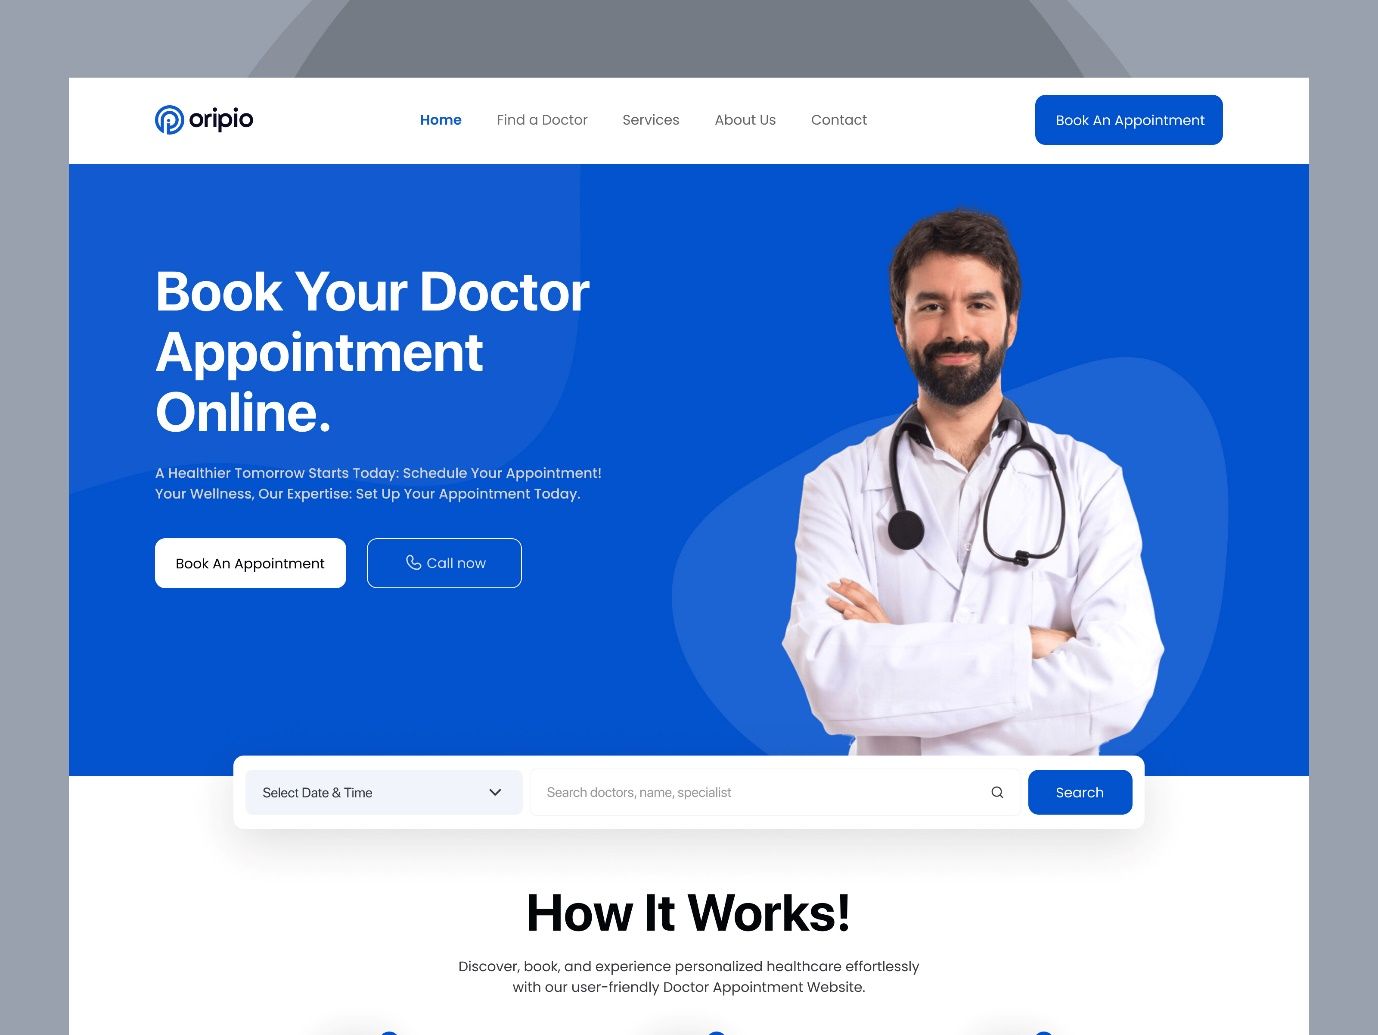 oripio
Home
Find a Doctor
Services
About Us
Contact
Book An Appointment
Book Your Doctor
Appointment
Online.
A Healthier Tomorrow Starts Today: Schedule Your Appointment!
Your Wellness, Our Expertise: Set Up Your Appointment Today.
Book An Appointment
Call now
Select Date & Time
Search doctors, name, specialist
Search
How It Works!
Discover, book, and experience personalized healthcare effortlessly
with our user-friendly Doctor Appointment Website.